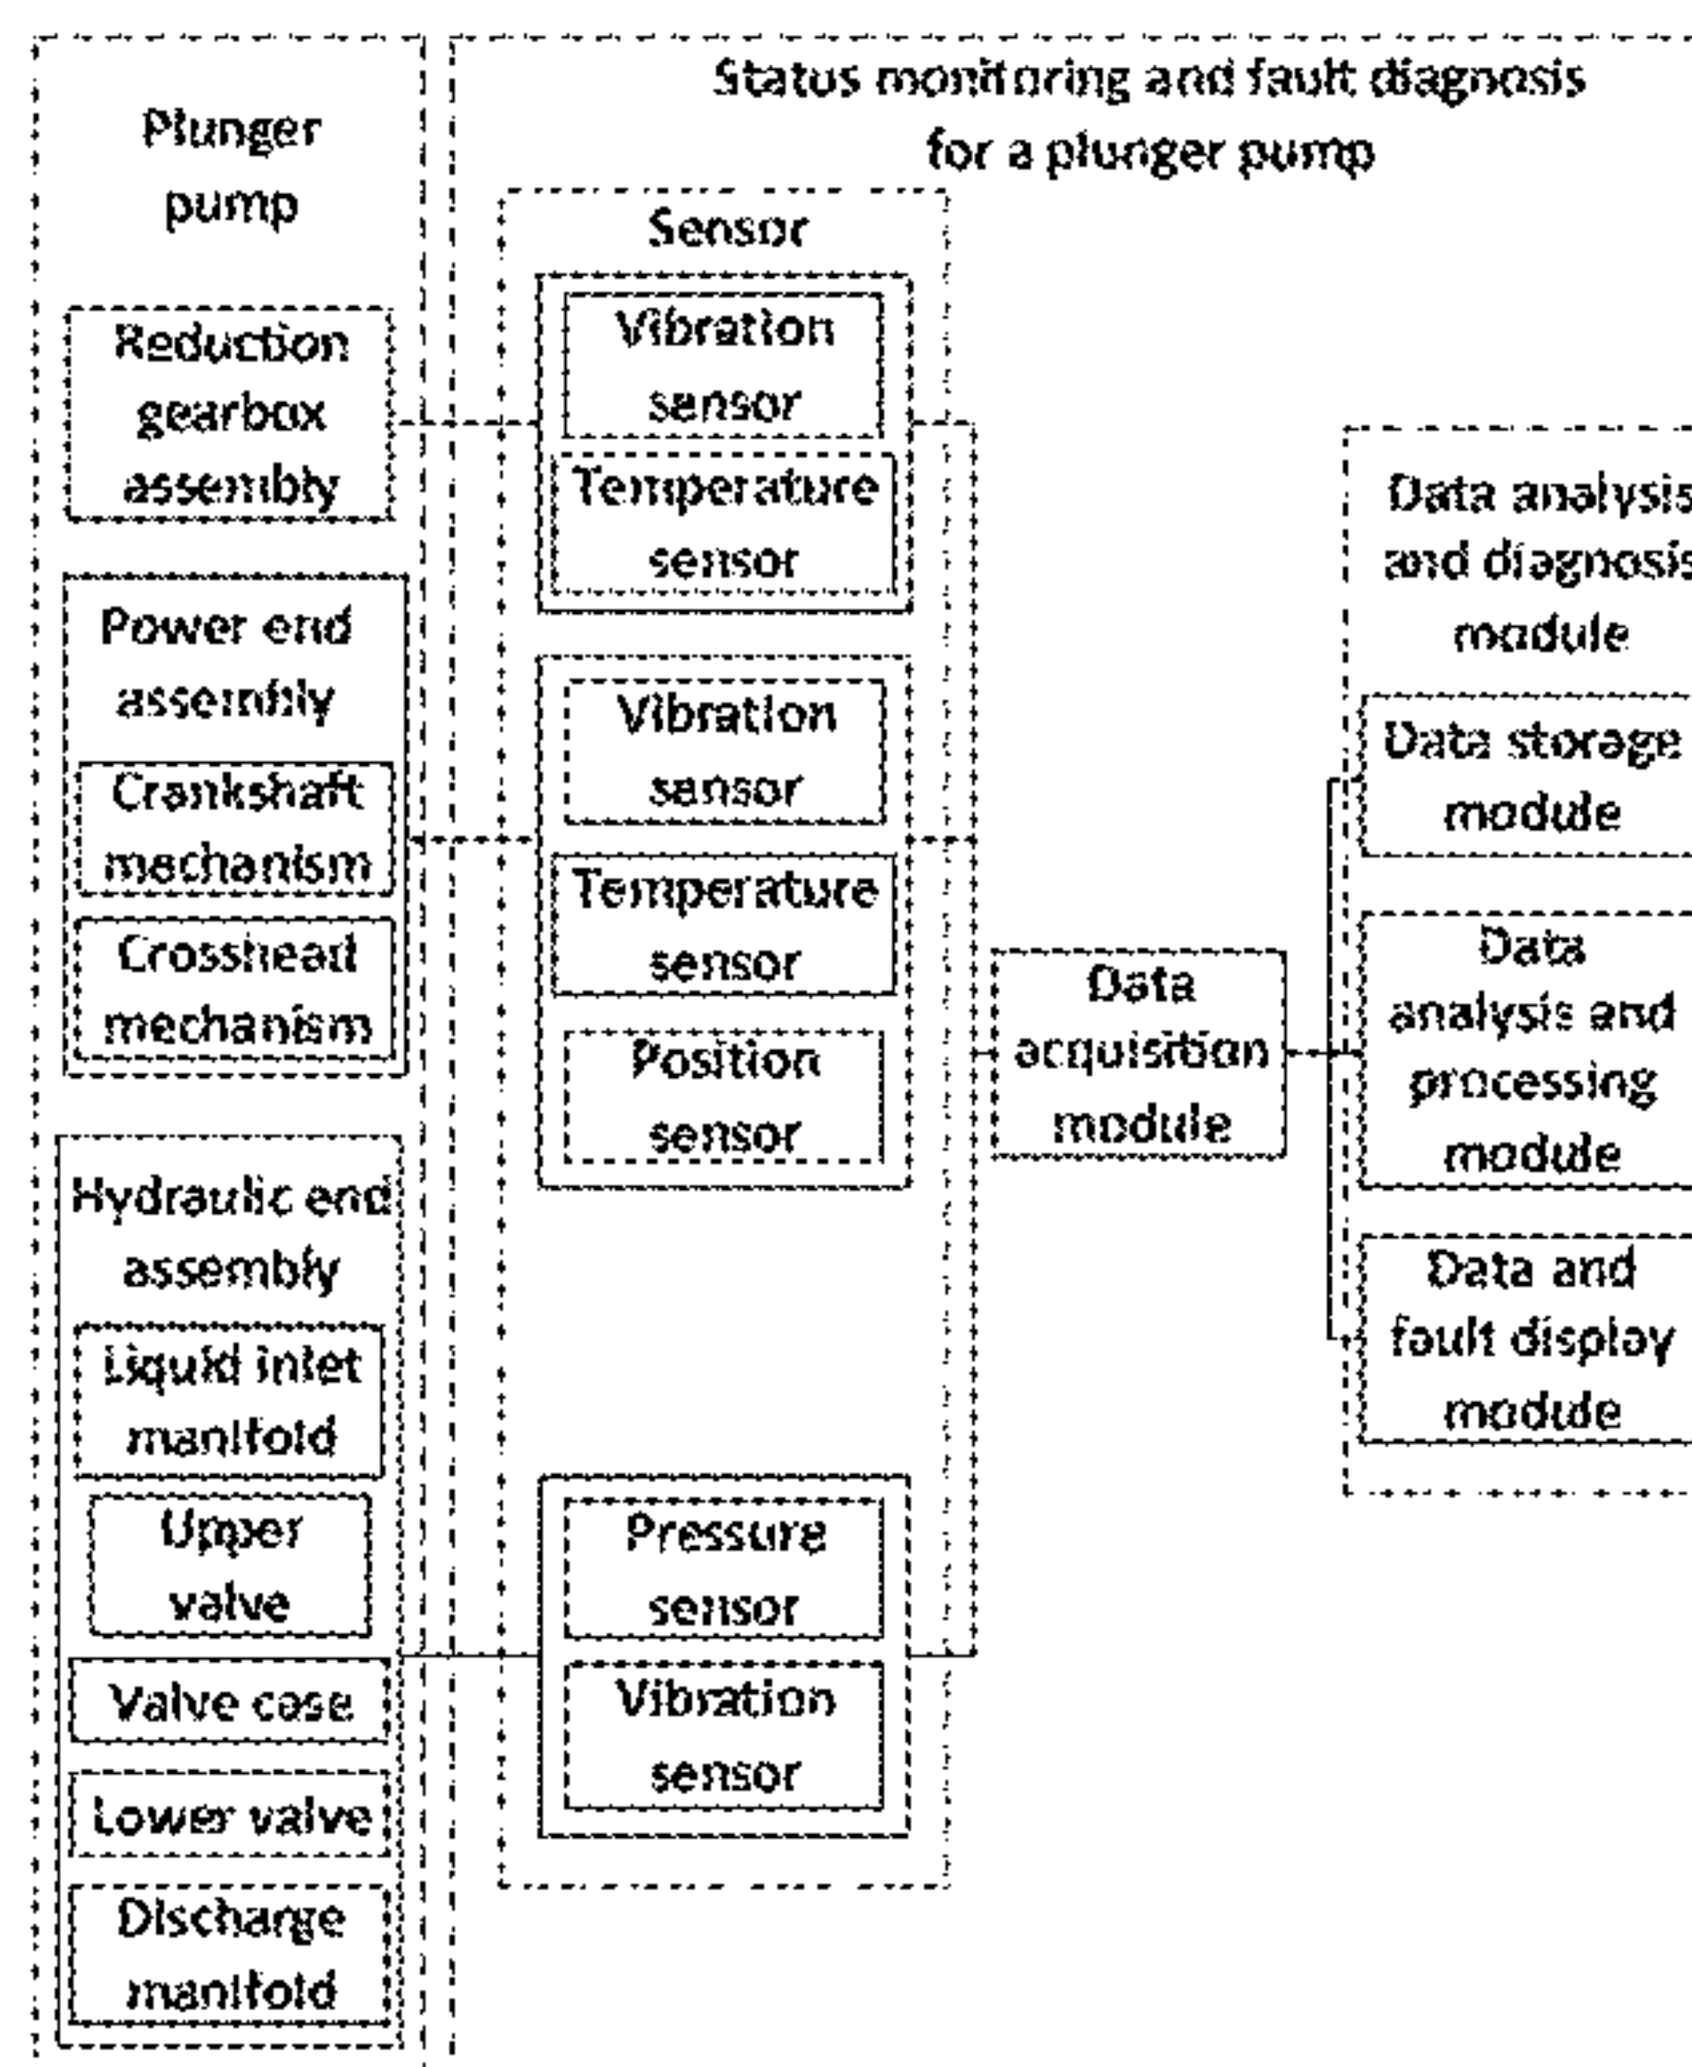 Plunger
pump
Reduction
gearbox
assembly
Power end
assembly
Crankshaft
mechanism
Crosshead
mechanism
Hydraulic end
assembly
Liquid inlet
manifold
Upper
valve
Valve case
Lower valve
Discharge
manifold
Status monitoring and fault diagnosis
for a plunger pump
Sensor
Vibration
sensor
Temperature
sensor
Vibration
sensor
Temperature
sensor
Position
sensor
Pressure
sensor
Vibration
sensor
Data
acquisition
module
Data analysis
and diagnosis
module
Data storage
module
Data
analysis and
processing
module
Data and
fault display
module